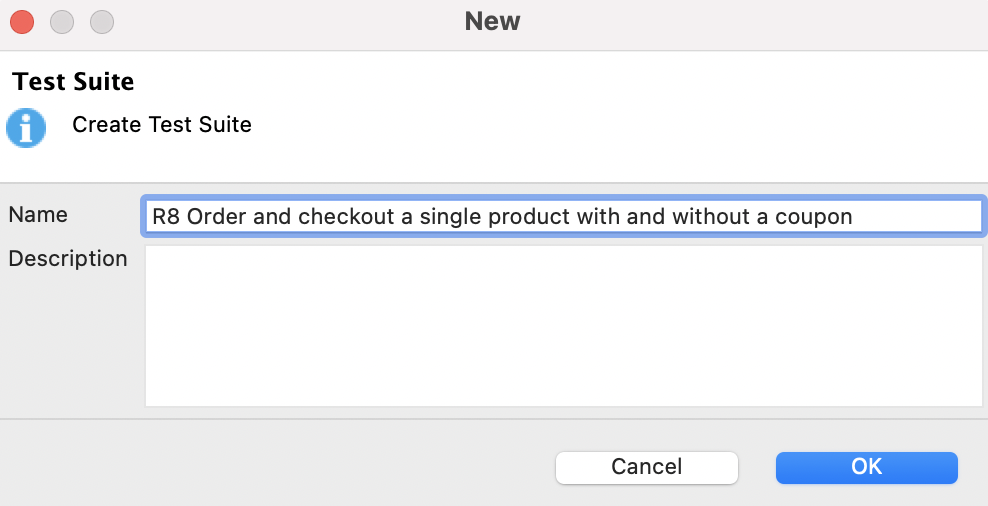 New
Test Suite
Create Test Suite
Name
R8 Order and checkout a single product with and without a coupon
Description
Cancel
OK